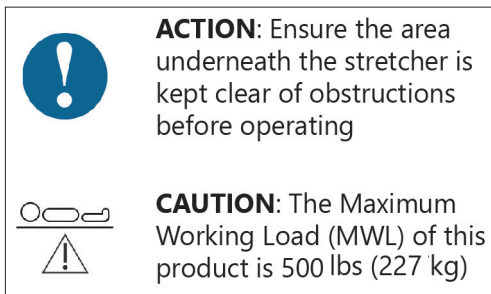 ACTION: Ensure the area
underneath the stretcher is
kept clear of obstructions
before operating
CAUTION: The Maximum
Working Load (MWL) of this
product is 500 lbs (227 kg)